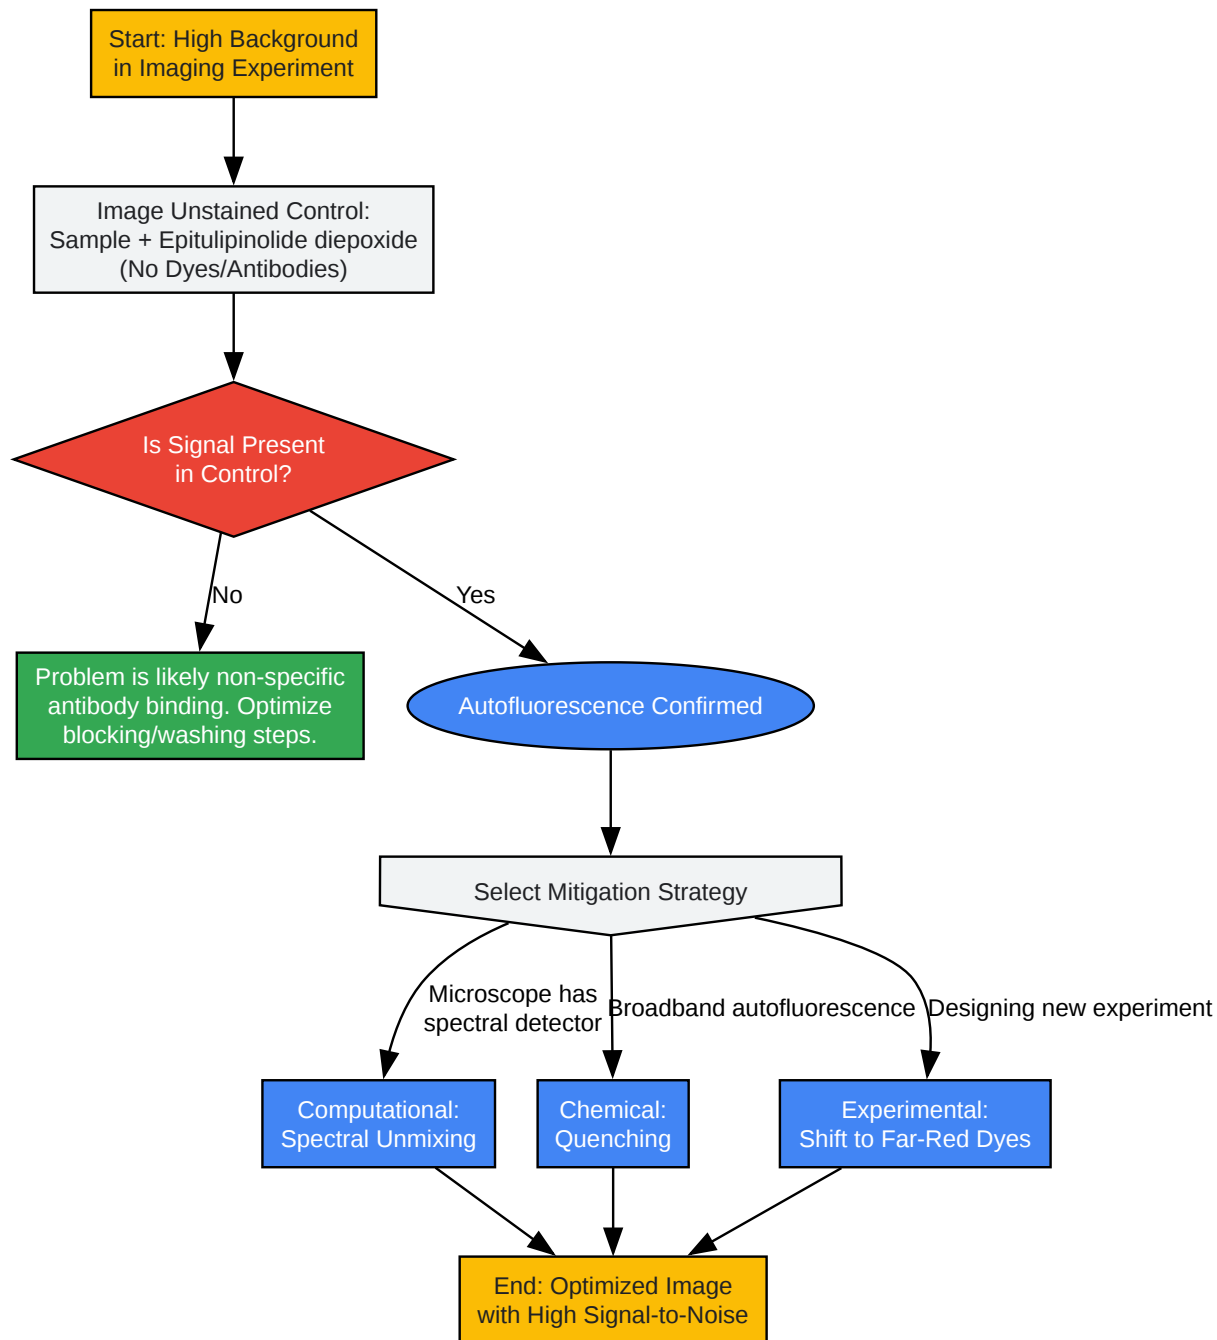 Start: High Background
in Imaging Experiment
Image Unstained Control:
Sample + Epitulipinolide diepoxide
(No Dyes/Antibodies)
Is Signal Present
in Control?
No
Yes
Problem is likely non-specific
antibody binding. Optimize
blocking/washing steps.
Autofluorescence Confirmed
Select Mitigation Strategy
Microscope has
spectral detector
Broadband autofluorescence
Designing new experiment
Computational:
Spectral Unmixing
Chemical:
Quenching
Experimental:
Shift to Far-Red Dyes
End: Optimized Image
with High Signal-to-Noise